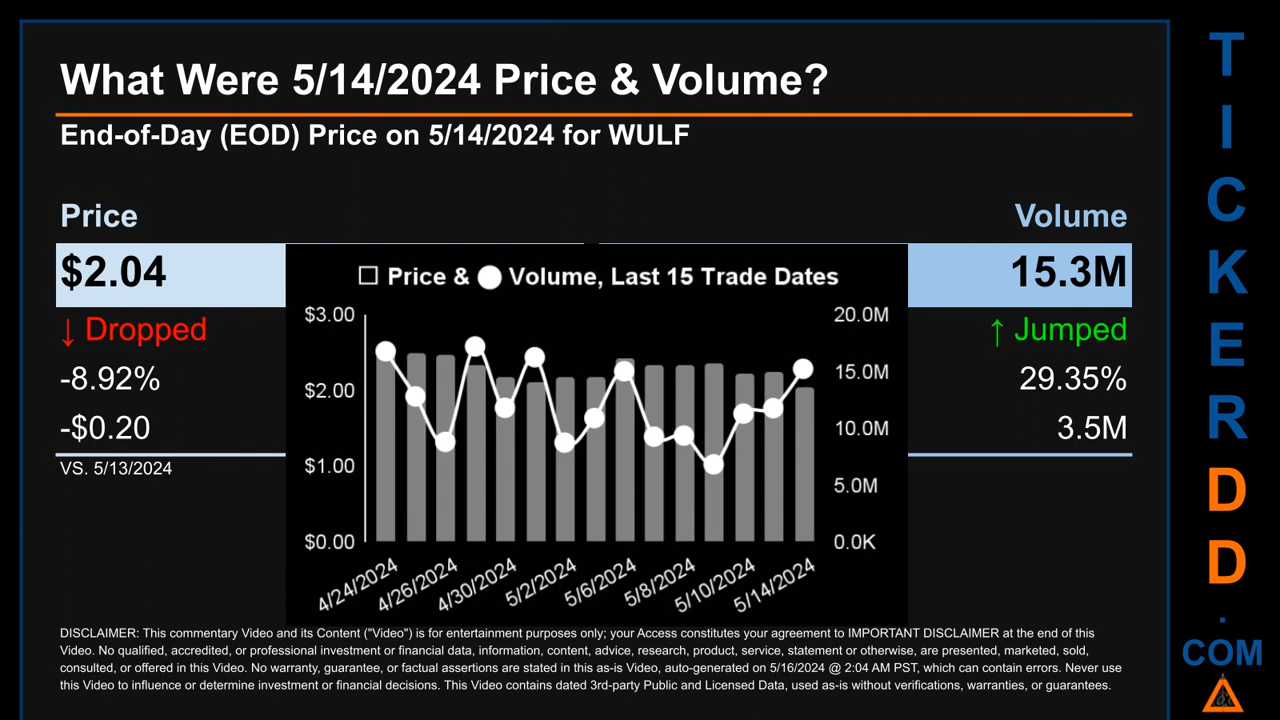 What Were 5/14/2024 Price & Volume?
End-of-Day (EOD) Price on 5/14/2024 for WULF
Price
Volume
$2.04
15.3M
↓ Dropped
↑ Jumped
-8.92%
29.35%
-$0.20
3.5M
VS. 5/13/2024
Price & Volume, Last 15 Trade Dates
$3.00
$2.00
$1.00
$0.00
20.0M
15.0M
10.0M
5.0M
0.0K
4/24/2024
4/26/2024
4/30/2024
5/2/2024
5/6/2024
5/8/2024
5/10/2024
5/14/2024
DISCLAIMER: This commentary Video and its Content ("Video") is for entertainment purposes only; your Access constitutes your agreement to IMPORTANT DISCLAIMER at the end of this
Video. No qualified, accredited, or professional investment or financial data, information, content, advice, research, product, service, statement or otherwise, are presented, marketed, sold,
consulted, or offered in this Video. No warranty, guarantee, or factual assertions are stated in this as-is Video, auto-generated on 5/16/2024 @ 2:04 AM PST, which can contain errors. Never use
this Video to influence or determine investment or financial decisions. This Video contains dated 3rd-party Public and Licensed Data, used as-is without verifications, warranties, or guarantees.
T
I
C
K
E
R
D
D
.
COM